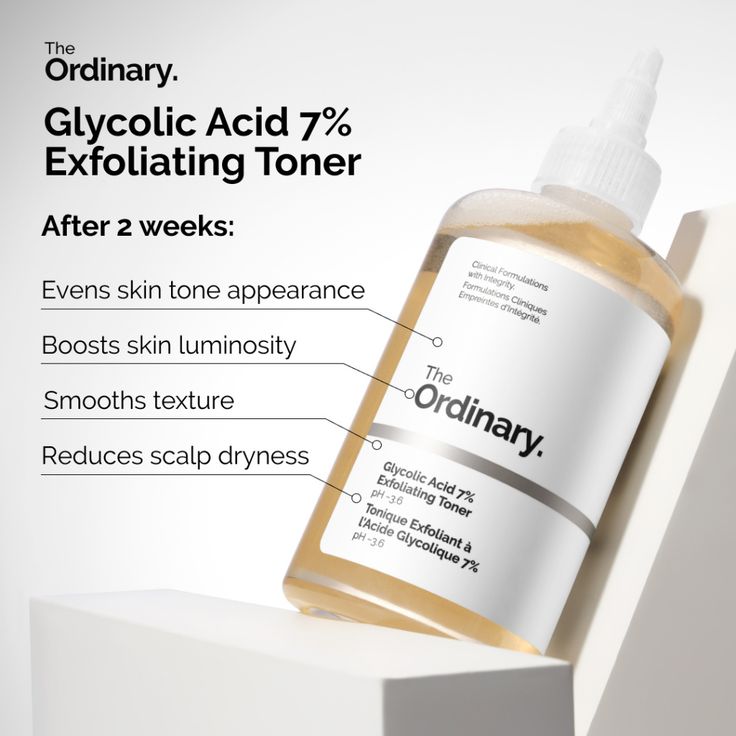 The
Ordinary.
Glycolic Acid 7%
Exfoliating Toner
After 2 weeks:
Evens skin tone appearance
Boosts skin luminosity
Smooths texture
Reduces scalp dryness
Clinical Formulations
with Integrity.
Formulations Cliniques
Empreintes d'Intégrité.
The
Ordinary.
Glycolic Acid 7%
Exfoliating Toner
pH ~3.6
Tonique Exfoliant à
l'Acide Glycolique 7%
pH ~3.6